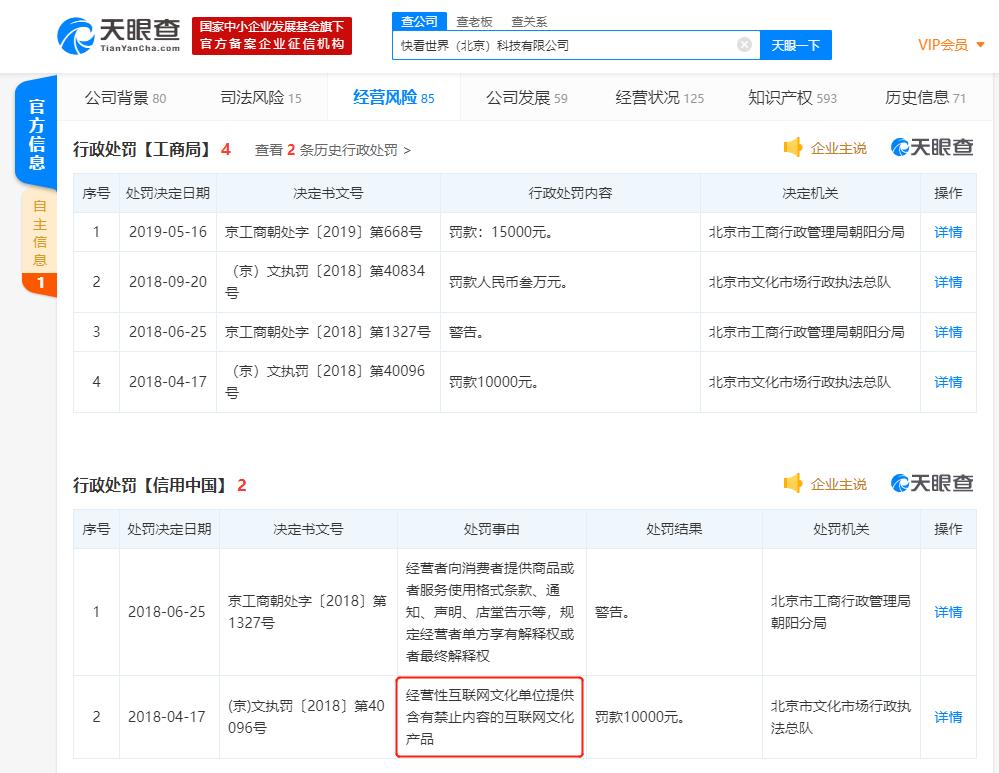 天眼查
TianYanCha.com
国家中小企业发展基金旗下
官方备案企业征信机构
查公司 查老板 查关系
快看世界（北京）科技有限公司
天眼一下
VIP会员
官方信息
自主信息
1
公司背景 80 司法风险 15 经营风险 85 公司发展 59 经营状况 125 知识产权 593 历史信息 71
行政处罚【工商局】 4 查看 2 条历史行政处罚 >
企业主说 天眼查
序号 处罚决定日期 决定书文号 行政处罚内容 决定机关 操作
1 2019-05-16 京工商朝处字〔2019〕第668号 罚款：15000元。 北京市工商行政管理局朝阳分局 详情
2 2018-09-20 （京）文执罚〔2018〕第40834
号 罚款人民币叁万元。 北京市文化市场行政执法总队 详情
3 2018-06-25 京工商朝处字〔2018〕第1327号 警告。 北京市工商行政管理局朝阳分局 详情
4 2018-04-17 （京）文执罚〔2018〕第40096
号 罚款10000元。 北京市文化市场行政执法总队 详情
行政处罚【信用中国】 2
企业主说 天眼查
序号 处罚决定日期 决定书文号 处罚事由 处罚结果 处罚机关 操作
1 2018-06-25
京工商朝处字〔2018〕第
1327号
经营者向消费者提供商品或
者服务使用格式条款、通
知、声明、店堂告示等，规
定经营者单方享有解释权或
者最终解释权
警告。
北京市工商行政管理局
朝阳分局
详情
2 2018-04-17
(京)文执罚〔2018〕第40
096号
经营性互联网文化单位提供
含有禁止内容的互联网文化
产品
罚款10000元。
北京市文化市场行政执
法总队
详情